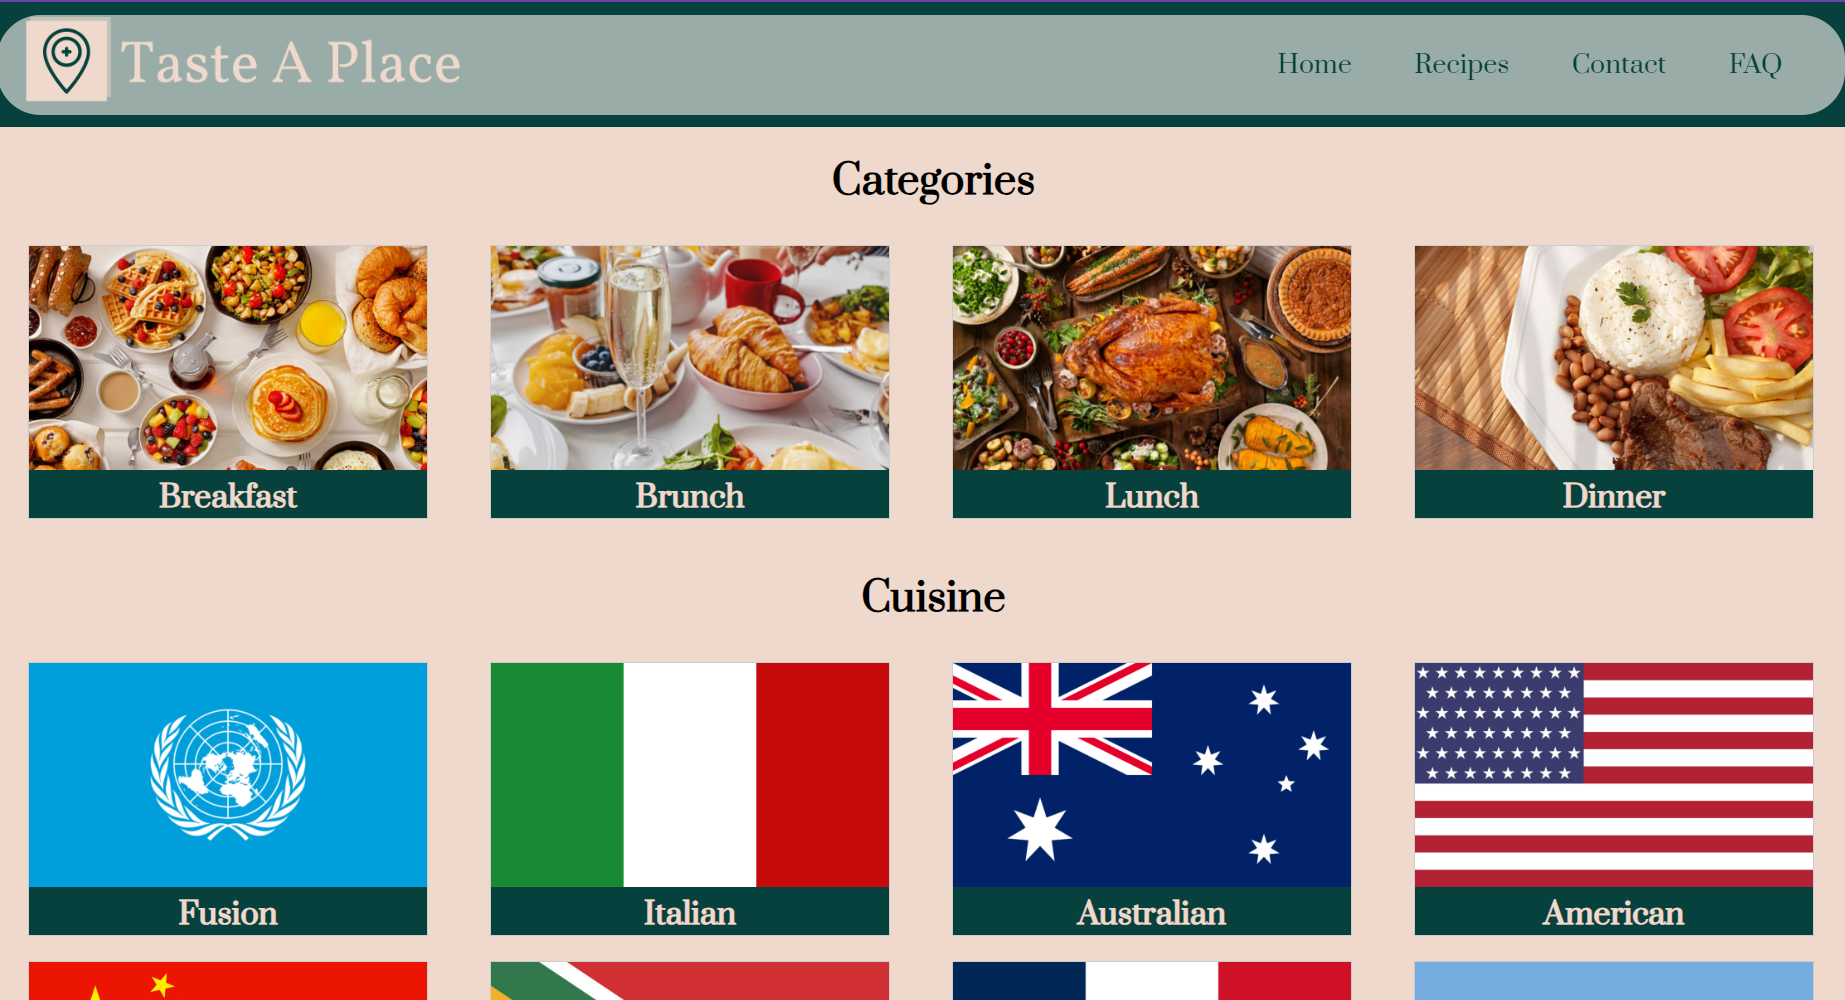 Taste A Place
Home Recipes Contact FAQ
Categories
Breakfast Brunch Lunch Dinner
Cuisine
Fusion Italian Australian American